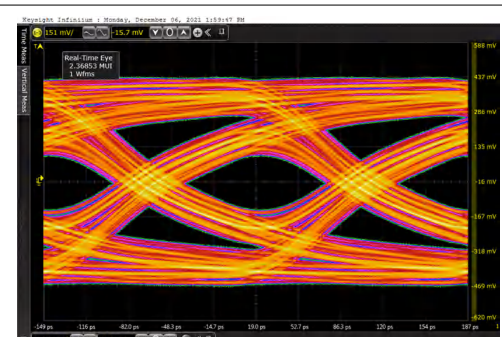 Keysight Infiniium : Monday, December 06, 2021 1:59:47 PM
151 mV/ -15.7 mV 0
Time Meas
Vertical Meas
Real-Time Eye
2.36853 MUI
1 Wfms
588 mV
437 mV
286 mV
135 mV
-16 mV
-167 mV
-318 mV
-469 mV
-620 mV
-149 ps -116 ps -82.0 ps -48.3 ps -14.7 ps 19.0 ps 52.7 ps 86.3 ps 120 ps 154 ps 187 ps